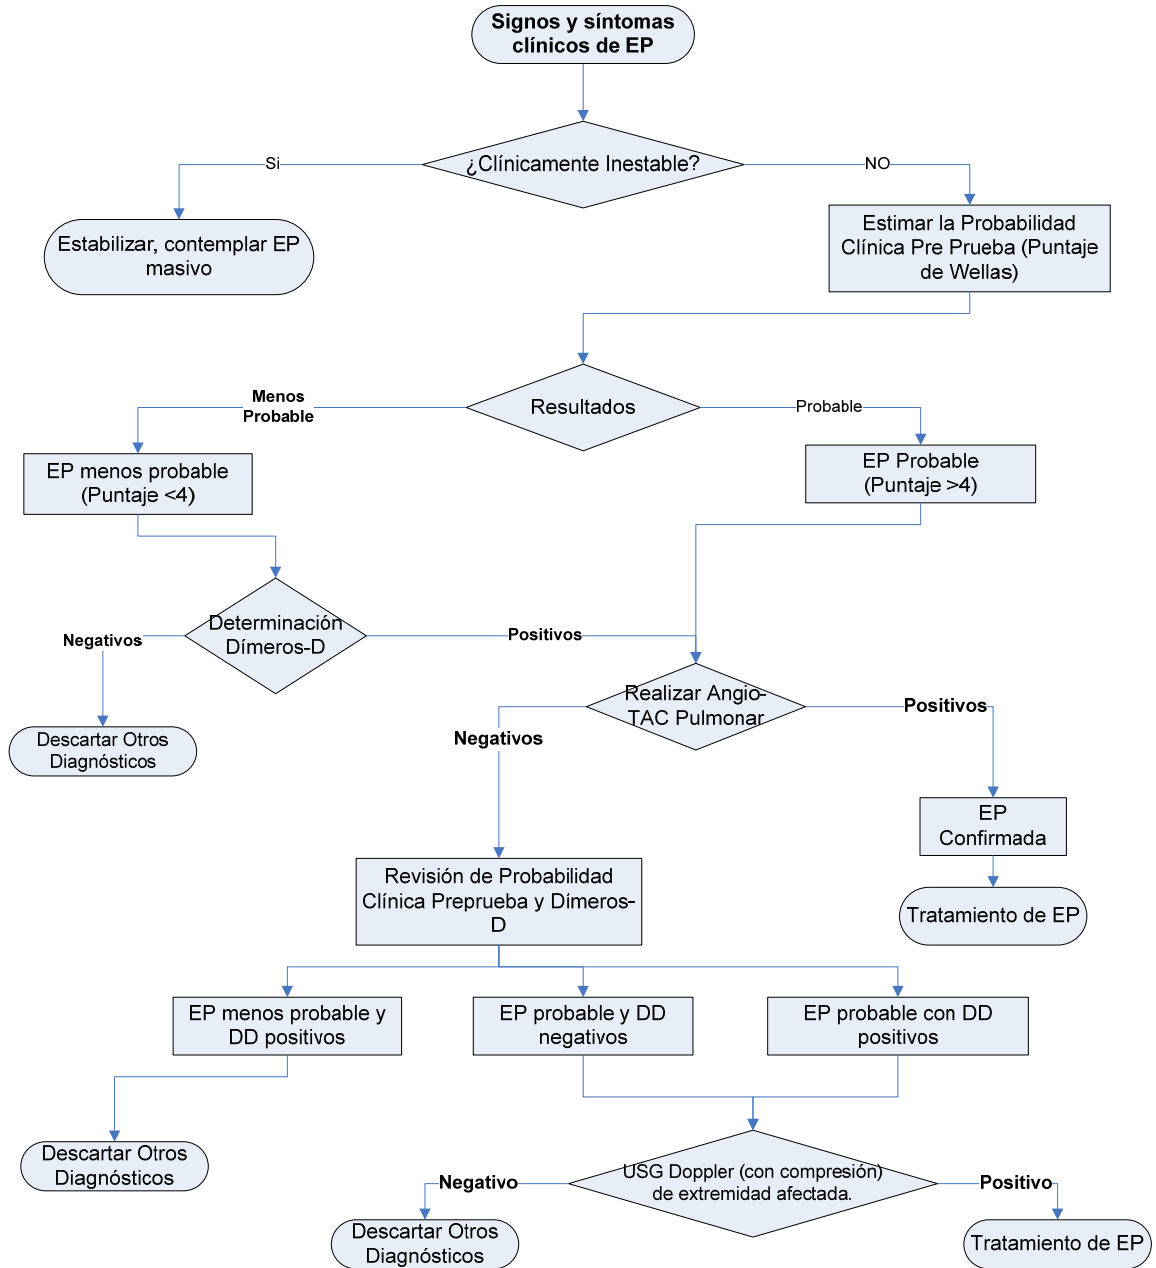 Signos y síntomas
clínicos de EP
¿Clínicamente Inestable?
Si
NO
Estabilizar, contemplar EP
masivo
Estimar la Probabilidad
Clínica Pre Prueba (Puntaje
de Wellas)
Resultados
Menos
Probable
Probable
EP menos probable
(Puntaje <4)
EP Probable
(Puntaje >4)
Determinación
Dímeros-D
Negativos
Positivos
Descartar Otros
Diagnósticos
Realizar Angio-
TAC Pulmonar
Negativos
Positivos
EP
Confirmada
Tratamiento de EP
Revisión de Probabilidad
Clínica Preprueba y Dímeros-
D
EP menos probable y
DD positivos
EP probable y DD
negativos
EP probable con DD
positivos
Descartar Otros
Diagnósticos
USG Doppler (con compresión)
de extremidad afectada.
Negativo
Positivo
Descartar Otros
Diagnósticos
Tratamiento de EP